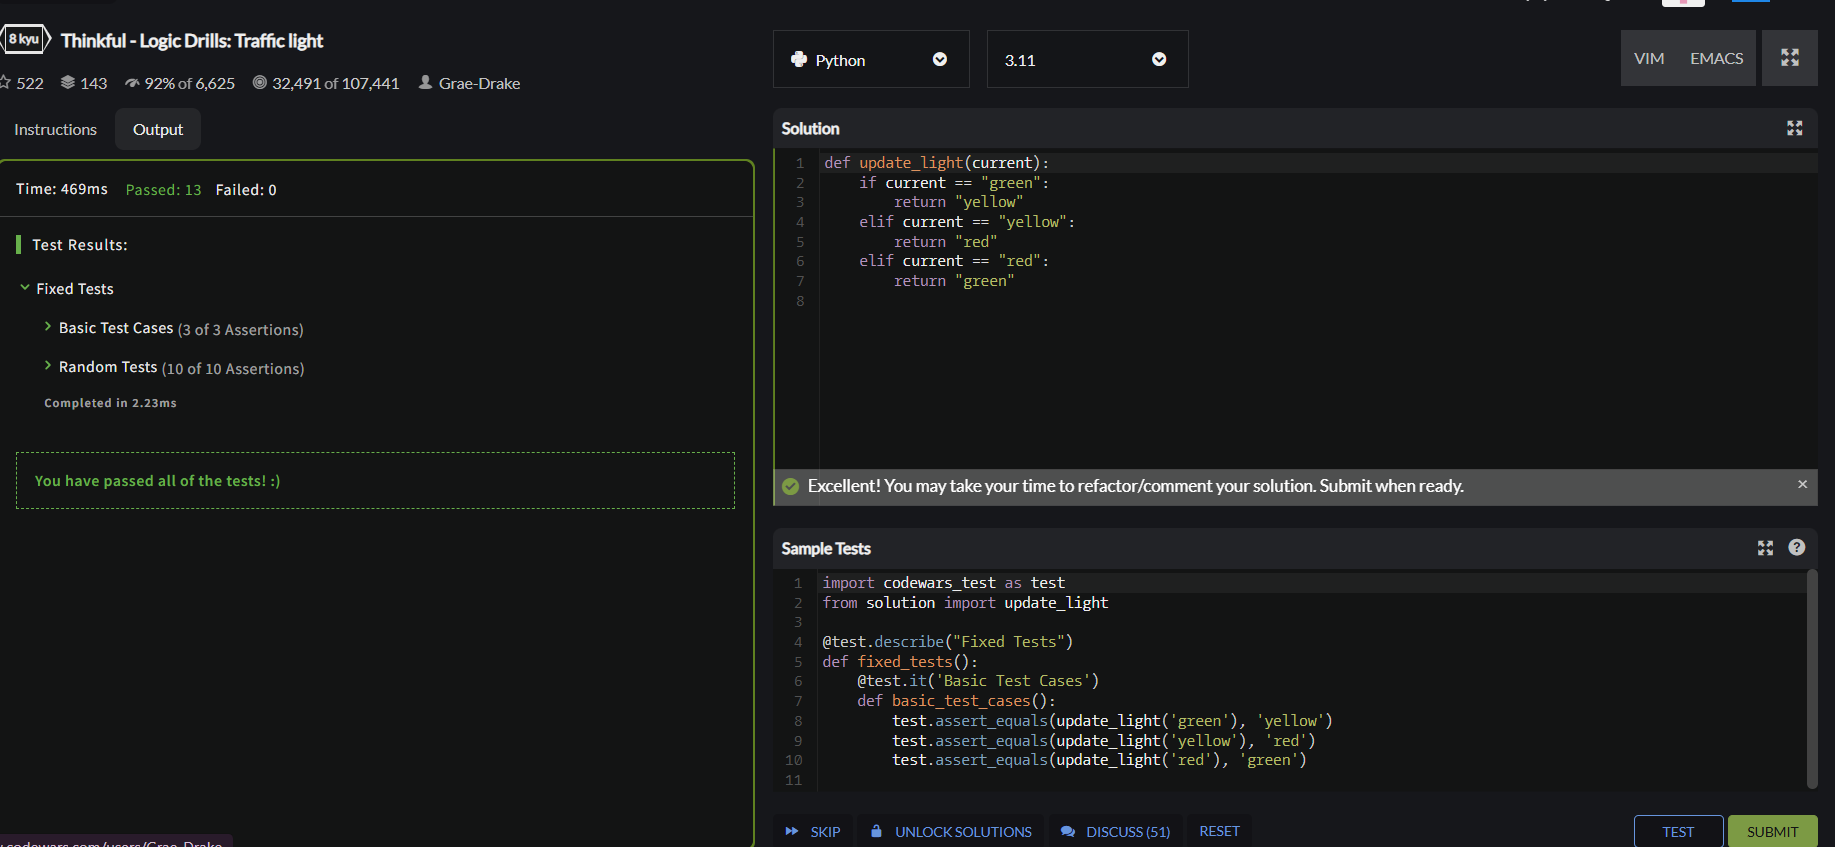 8 kyu
Thinkful - Logic Drills: Traffic light
522 143 92% of 6,625 32,491 of 107,441 Grae-Drake
Instructions Output
Time: 469ms Passed: 13 Failed: 0
Test Results:
Fixed Tests
Basic Test Cases (3 of 3 Assertions)
Random Tests (10 of 10 Assertions)
Completed in 2.23ms
You have passed all of the tests! :)
Python 3.11 VIM EMACS
Solution
1 def update_light(current):
2     if current == "green":
3         return "yellow"
4     elif current == "yellow":
5         return "red"
6     elif current == "red":
7         return "green"
8
Excellent! You may take your time to refactor/comment your solution. Submit when ready. ×
Sample Tests ?
1 import codewars_test as test
2 from solution import update_light
3
4 @test.describe("Fixed Tests")
5 def fixed_tests():
6     @test.it('Basic Test Cases')
7     def basic_test_cases():
8         test.assert_equals(update_light('green'), 'yellow')
9         test.assert_equals(update_light('yellow'), 'red')
10         test.assert_equals(update_light('red'), 'green')
11
SKIP UNLOCK SOLUTIONS DISCUSS (51) RESET TEST SUBMIT
codewars.com/users/Grae-Drake